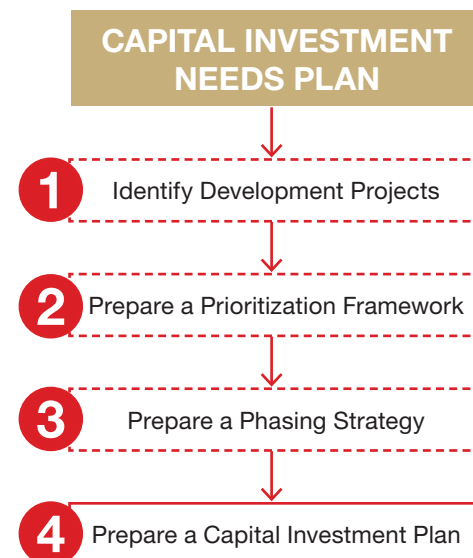 CAPITAL INVESTMENT
NEEDS PLAN
1 Identify Development Projects
2 Prepare a Prioritization Framework
3 Prepare a Phasing Strategy
4 Prepare a Capital Investment Plan